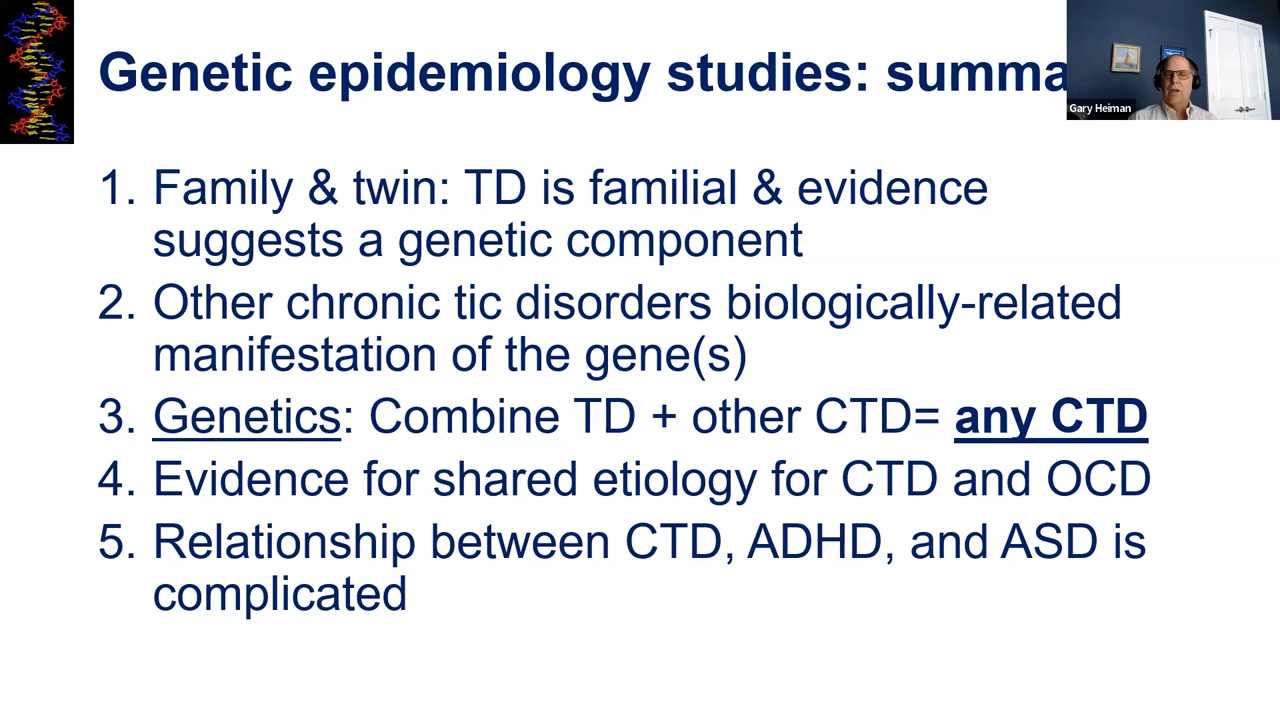 Genetic epidemiology studies: summa
Gary Heiman
1. Family & twin: TD is familial & evidence
suggests a genetic component
2. Other chronic tic disorders biologically-related
manifestation of the gene(s)
3. Genetics: Combine TD + other CTD= any CTD
4. Evidence for shared etiology for CTD and OCD
5. Relationship between CTD, ADHD, and ASD is
complicated